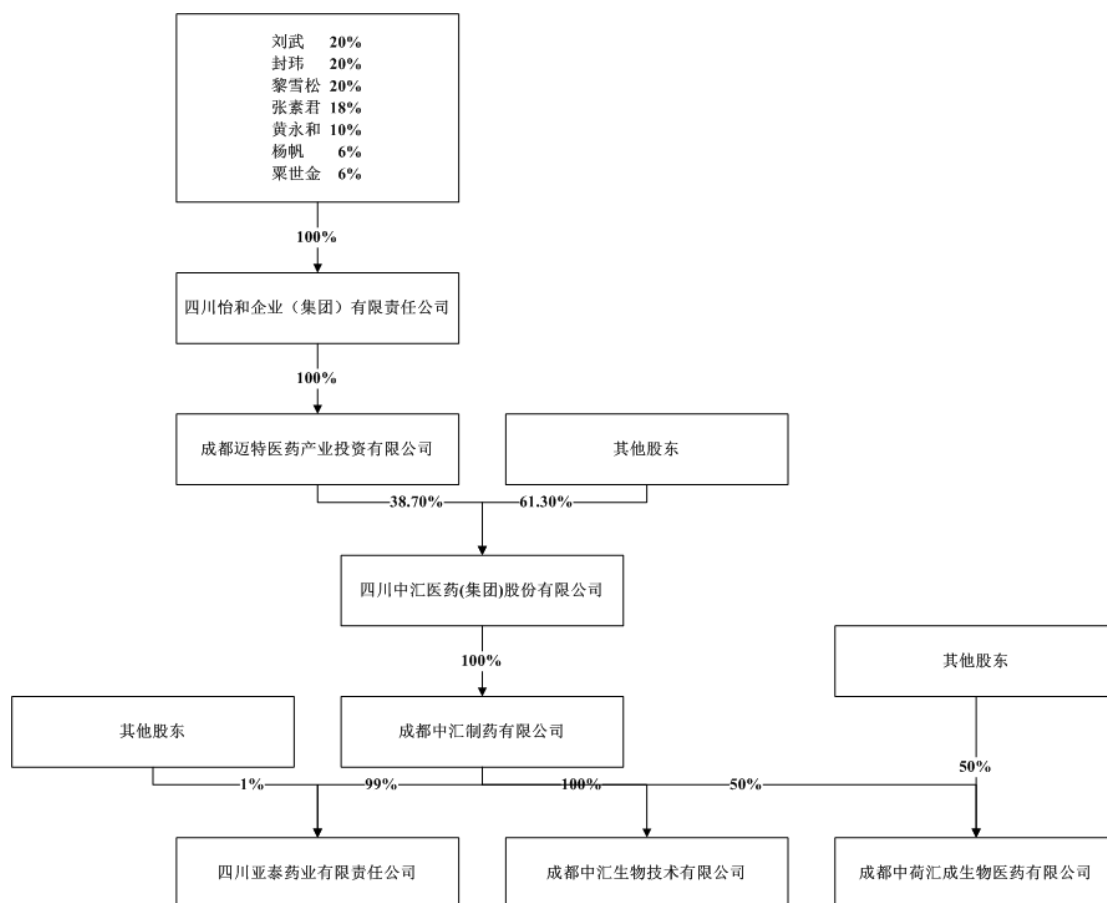 刘武 20%
封玮 20%
黎雪松 20%
张素君 18%
黄永和 10%
杨帆 6%
粟世金 6%
100%
四川怡和企业（集团）有限责任公司
100%
成都迈特医药产业投资有限公司
其他股东
38.70%
61.30%
四川中汇医药(集团)股份有限公司
100%
其他股东
其他股东
成都中汇制药有限公司
1%
99%
100%
50%
50%
四川亚泰药业有限责任公司
成都中汇生物技术有限公司
成都中荷汇成生物医药有限公司